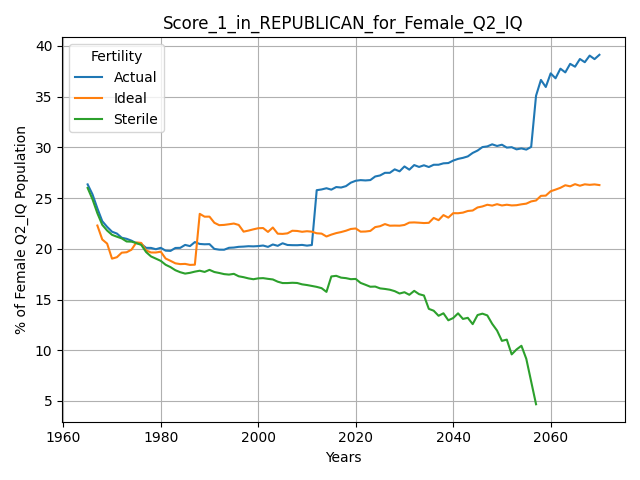 Score_1_in_REPUBLICAN_for_Female_Q2_IQ
Fertility
Actual
Ideal
Sterile
% of Female Q2_IQ Population
40
35
30
25
20
15
10
5
1960
1980
2000
2020
2040
2060
Years